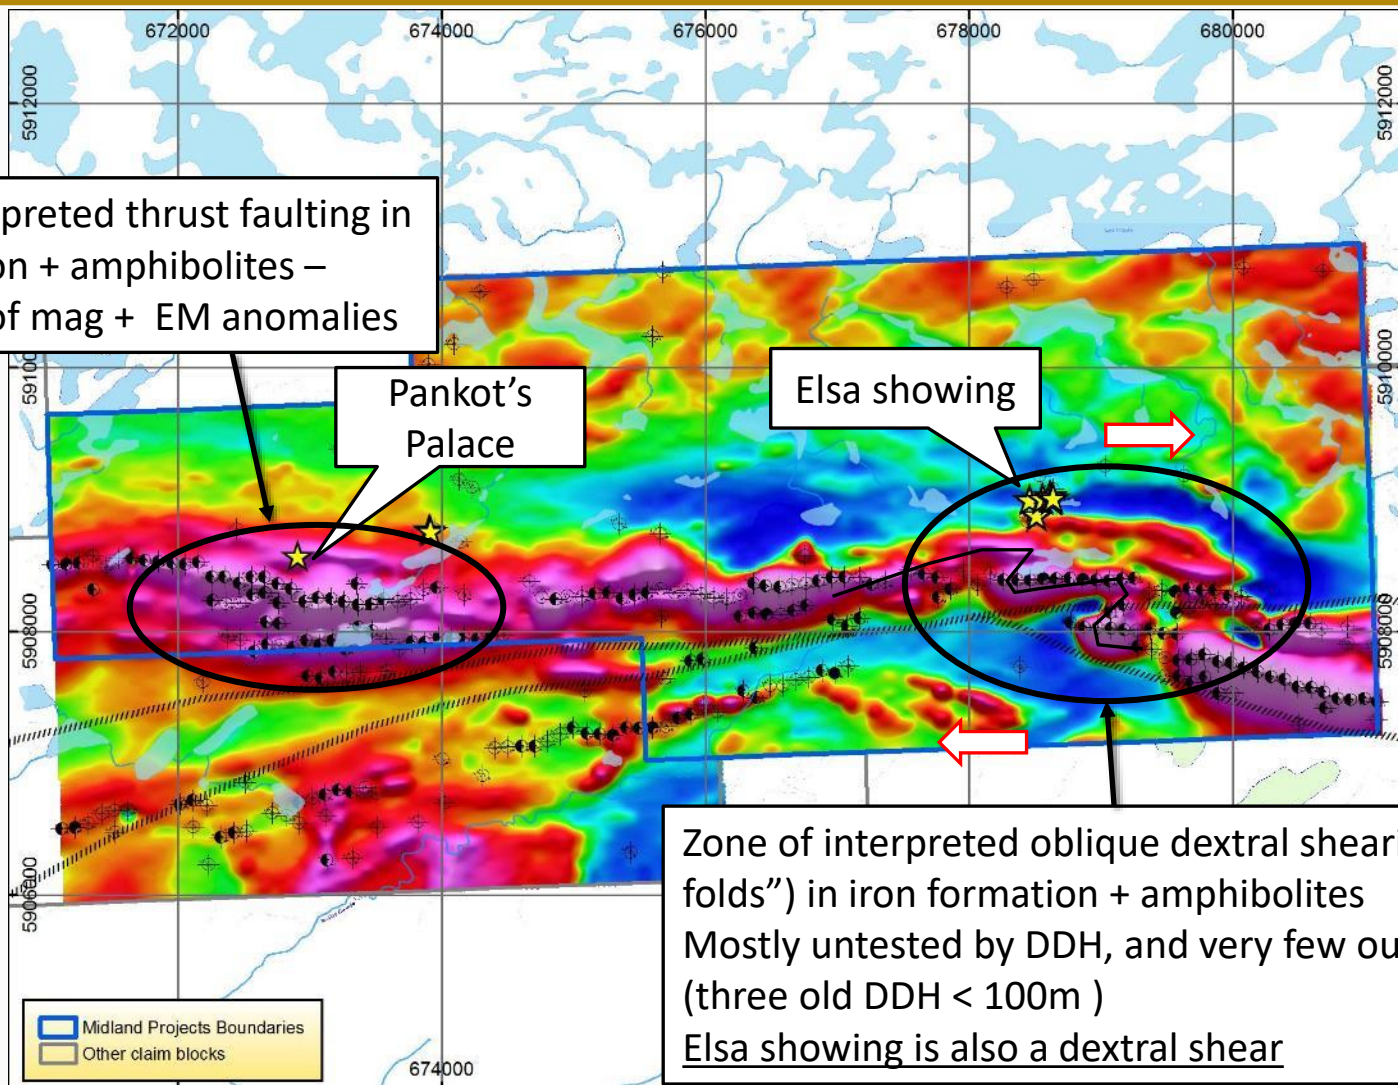 672000
674000
676000
678000
680000
5912000
5912000
preted thrust faulting in
on + amphibolites –
of mag + EM anomalies
5910000
Pankot's
Palace
Elsa showing
5910000
5908000
5908000
5906000
Zone of interpreted oblique dextral sheari
folds”) in iron formation + amphibolites
Mostly untested by DDH, and very few ou
(three old DDH < 100m )
Elsa showing is also a dextral shear
Midland Projects Boundaries
Other claim blocks
674000